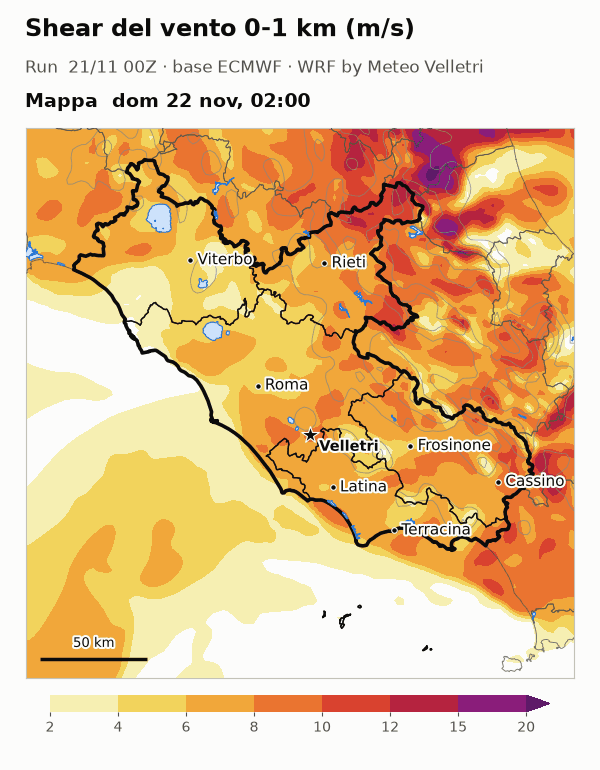 Shear del vento 0-1 km (m/s)
Run  21/11 00Z · base ECMWF · WRF by Meteo Velletri
Mappa  dom 22 nov, 02:00
Viterbo
Rieti
Roma
Velletri
Frosinone
Latina
Cassino
Terracina
50 km
2 4 6 8 10 12 15 20